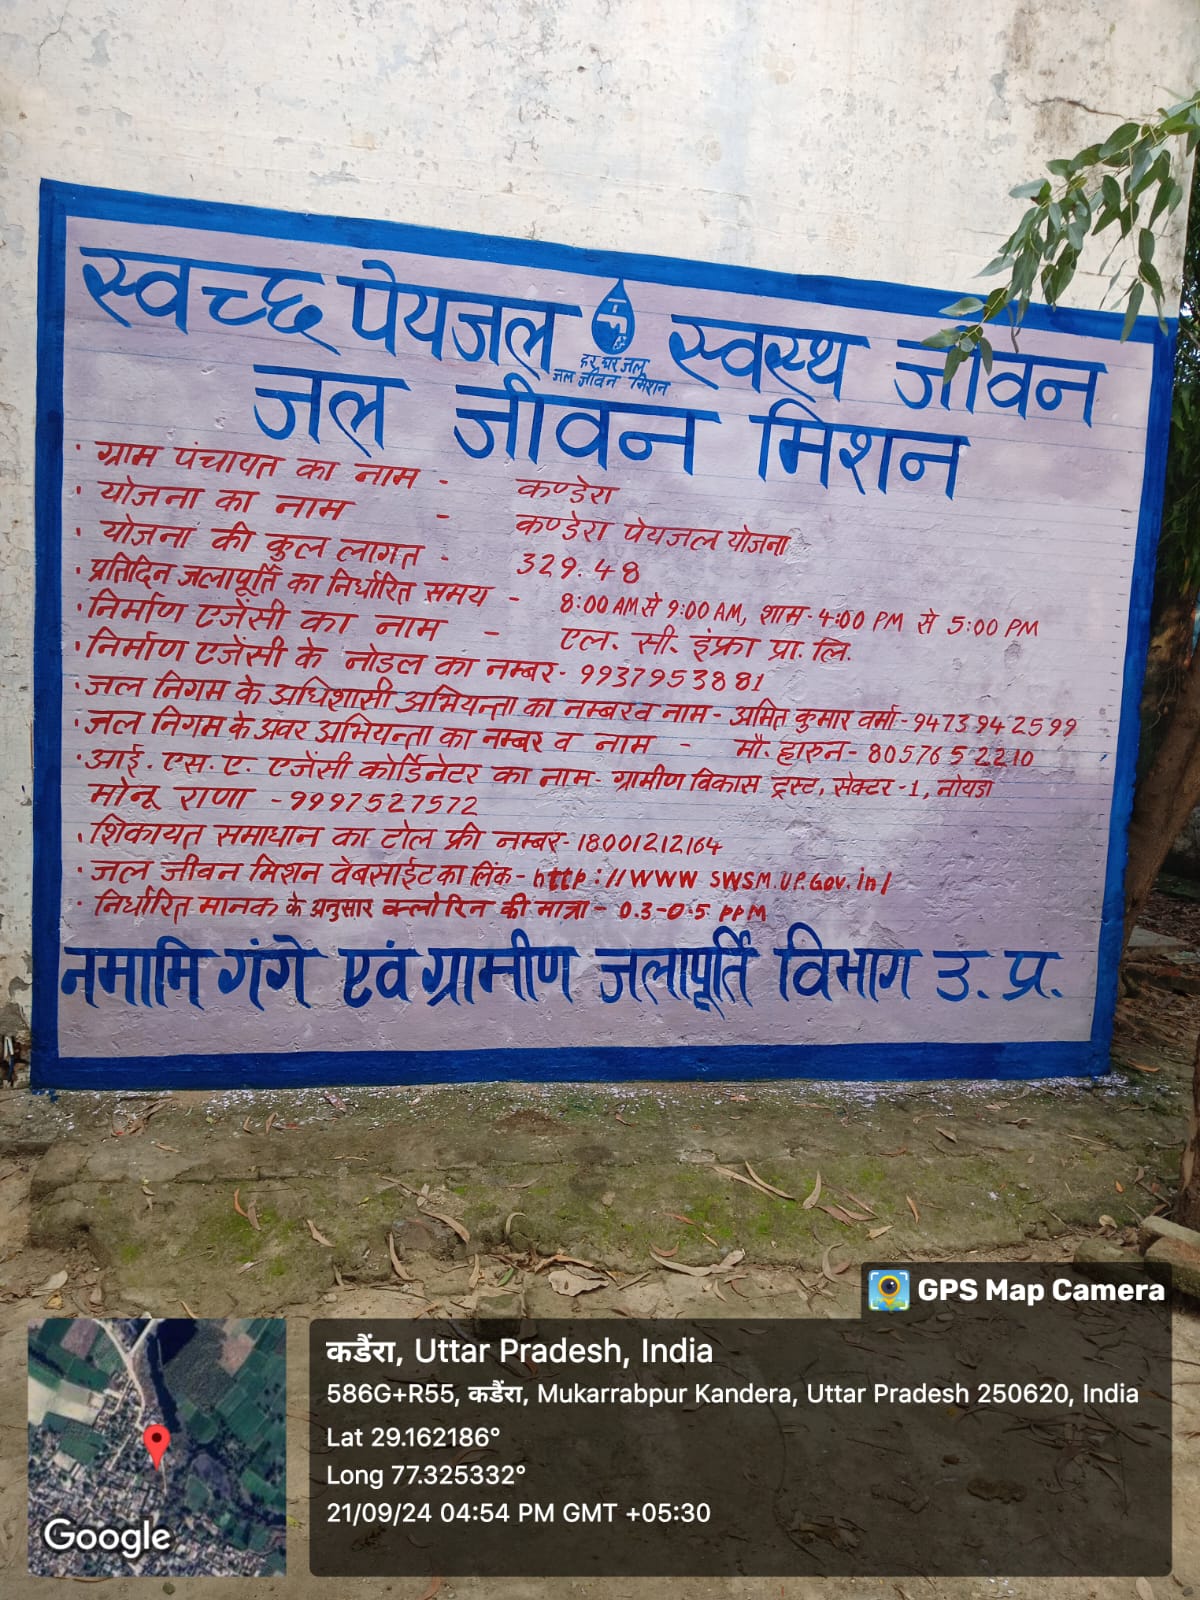 स्वच्छ पेयजल स्वस्थ जीवन
हर घर जल
जल जीवन मिशन
जल जीवन मिशन
· ग्राम पंचायत का नाम - कण्डेरा
· योजना का नाम - कण्डेरा पेयजल योजना
· योजना की कुल लागत - 329.48
· प्रतिदिन जलापूर्ति का निर्धारित समय - 8:00 AM से 9:00 AM, शाम - 4:00 PM से 5:00 PM
· निर्माण एजेंसी का नाम - एल. सी. इंफ्रा प्रा. लि.
· निर्माण एजेंसी के नोडल का नम्बर - 9937953881
· जल निगम के अधिशासी अभियन्ता का नम्बर व नाम - अमित कुमार वर्मा - 9473942599
· जल निगम के अवर अभियन्ता का नम्बर व नाम - मौ. हारुन - 8057652210
· आई. एस. ए. एजेंसी कोर्डिनेटर का नाम - ग्रामीण विकास ट्रस्ट, सेक्टर - 1, नोयडा
मोनू राणा - 9997527572
· शिकायत समाधान का टोल फ्री नम्बर - 18001212164
· जल जीवन मिशन वेबसाईट का लिंक - http://www swsm.up.gov.in/
· निर्धारित मानक के अनुसार क्लोरिन की मात्रा - 0.3-0.5 PPM
नमामि गंगे एवं ग्रामीण जलापूर्ति विभाग उ. प्र.
GPS Map Camera
कडैंरा, Uttar Pradesh, India
586G+R55, कडैंरा, Mukarrabpur Kandera, Uttar Pradesh 250620, India
Lat 29.162186°
Long 77.325332°
21/09/24 04:54 PM GMT +05:30
Google